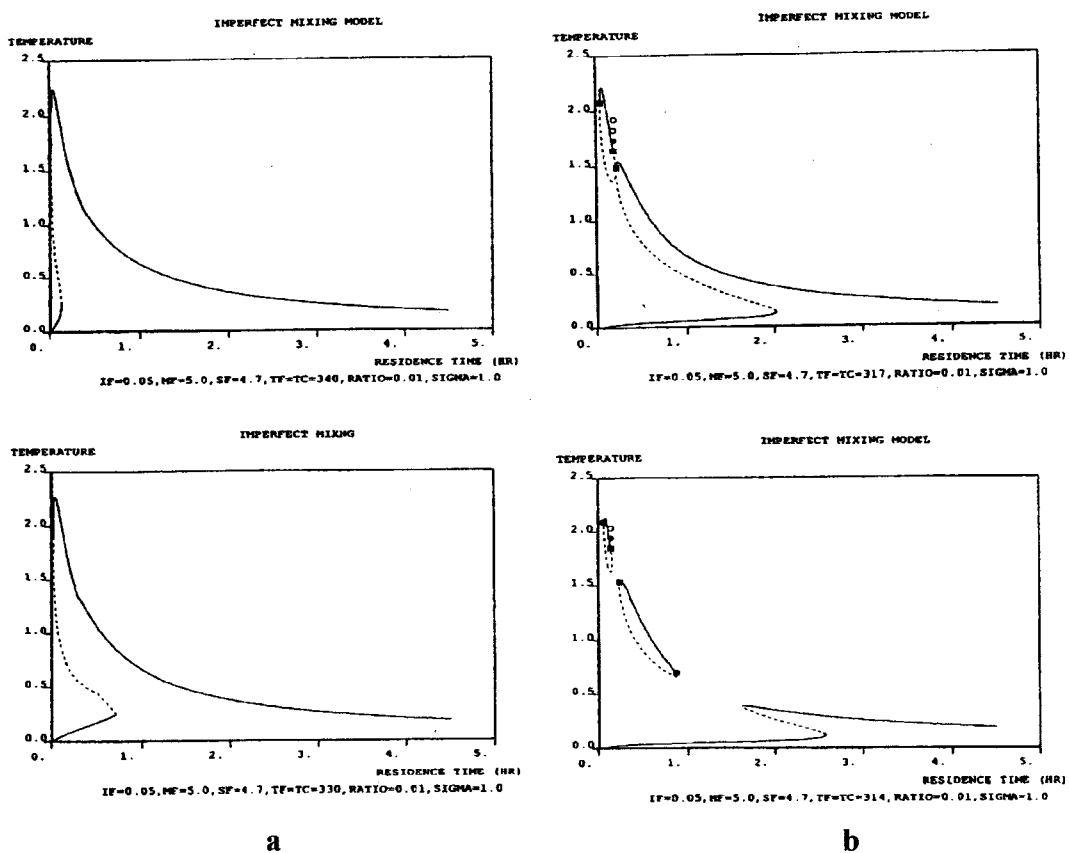 IMPERFECT MIXING MODEL
TEMPERATURE
2.5
2.0
1.5
1.0
0.5
0.0
0.
1.
2.
3.
4.
5.
RESIDENCE TIME (HR)
IF=0.05,MF=5.0,SF=4.7,TF=TC=340,RATIO=0.01,SIGMA=1.0
IMPERFECT MIXING MODEL
TEMPERATURE
2.5
2.0
1.5
1.0
0.5
0.0
0.
1.
2.
3.
4.
5.
RESIDENCE TIME (HR)
IF=0.05,MF=5.0,SF=4.7,TF=TC=317,RATIO=0.01,SIGMA=1.0
IMPERFECT MIXNG
TEMPERATURE
2.5
2.0
1.5
1.0
0.5
0.0
0.
1.
2.
3.
4.
5.
RESIDENCE TIME (HR)
IF=0.05,MF=5.0,SF=4.7,TF=TC=330,RATIO=0.01,SIGMA=1.0
IMPERFECT MIXING MODEL
TEMPERATURE
2.5
2.0
1.5
1.0
0.5
0.0
0.
1.
2.
3.
4.
5.
RESIDENCE TIME (HR)
IF=0.05,MF=5.0,SF=4.7,TF=TC=314,RATIO=0.01,SIGMA=1.0
a
b